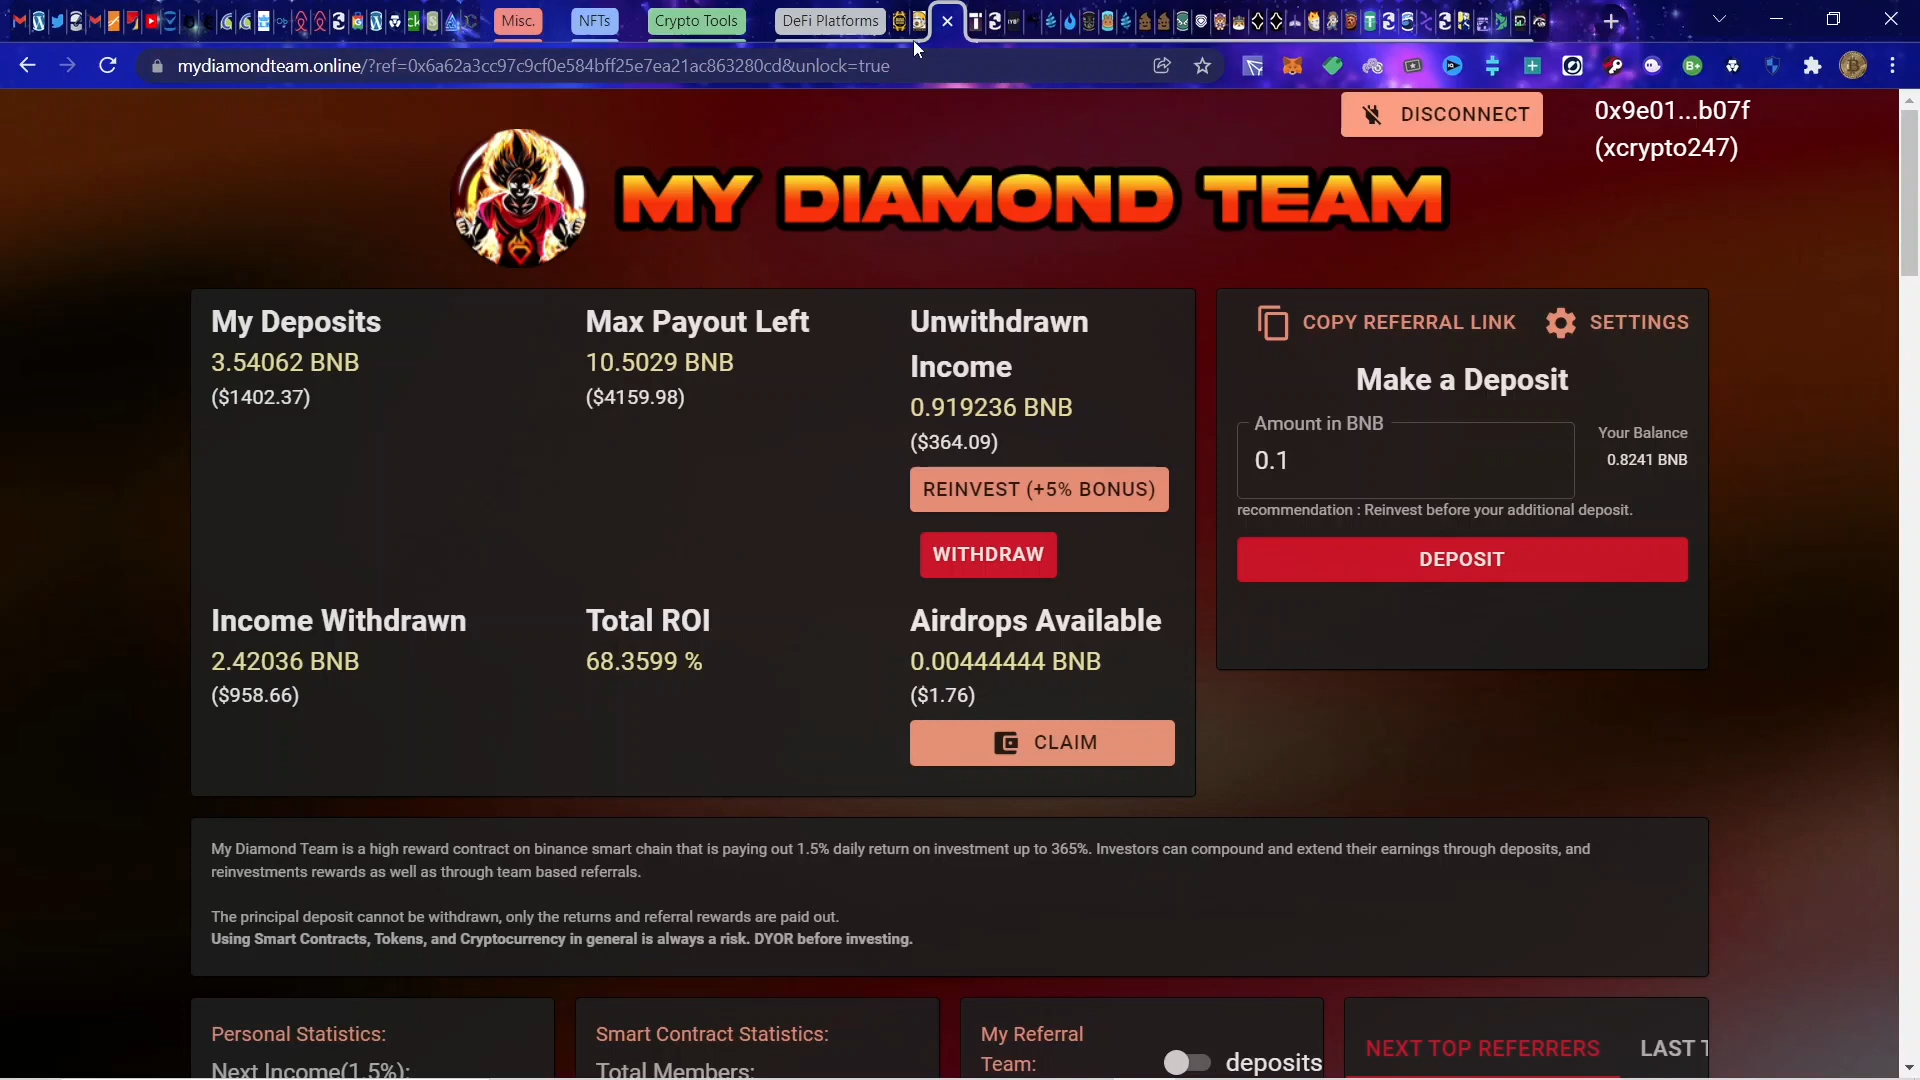 Misc.
NFTs
Crypto Tools
DeFi Platforms
mydiamondteam.online/?ref=0x6a62a3cc97c9cf0e584bff25e7ea21ac863280cd&unlock=true
DISCONNECT
0x9e01...b07f
(xcrypto247)
MY DIAMOND TEAM
My Deposits
3.54062 BNB
($1402.37)
Max Payout Left
10.5029 BNB
($4159.98)
Unwithdrawn
Income
0.919236 BNB
($364.09)
REINVEST (+5% BONUS)
WITHDRAW
Income Withdrawn
2.42036 BNB
($958.66)
Total ROI
68.3599 %
Airdrops Available
0.00444444 BNB
($1.76)
CLAIM
COPY REFERRAL LINK
SETTINGS
Make a Deposit
Amount in BNB
0.1
Your Balance
0.8241 BNB
recommendation : Reinvest before your additional deposit.
DEPOSIT
My Diamond Team is a high reward contract on binance smart chain that is paying out 1.5% daily return on investment up to 365%. Investors can compound and extend their earnings through deposits, and
reinvestments rewards as well as through team based referrals.
The principal deposit cannot be withdrawn, only the returns and referral rewards are paid out.
Using Smart Contracts, Tokens, and Cryptocurrency in general is always a risk. DYOR before investing.
Personal Statistics:
Next Income(1.5%):
Smart Contract Statistics:
Total Members:
My Referral
Team:
deposits
NEXT TOP REFERRERS
LAST T